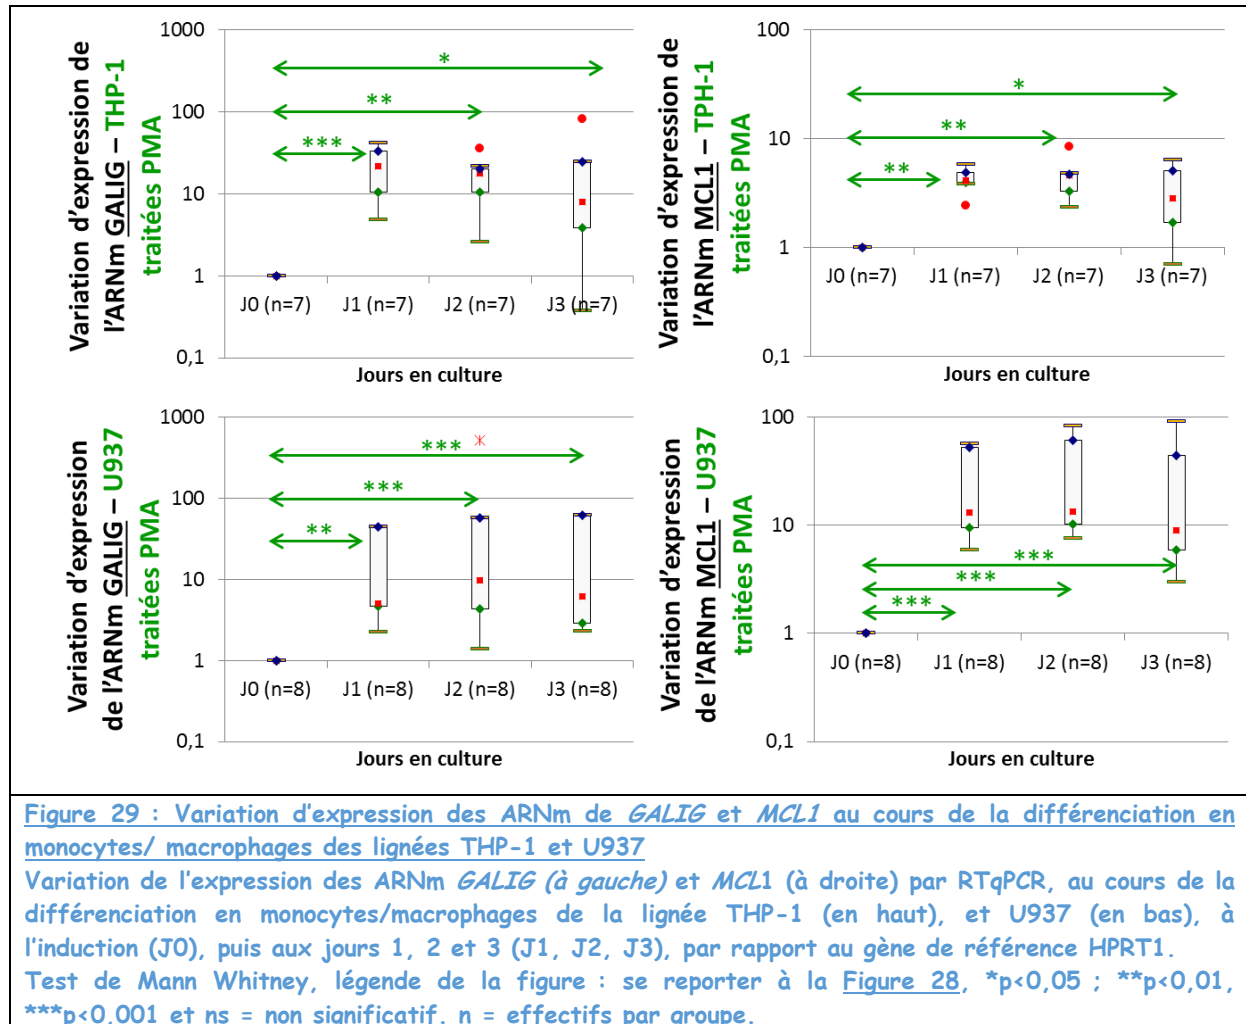 Variation d'expression de
l'ARNm GALIG – THP-1
traitées PMA
1000
100
10
1
0,1
*
**
***
J0 (n=7)
J1 (n=7)
J2 (n=7)
J3 (n=7)
Jours en culture
Variation d'expression de
l'ARNm MCL1 – TPH-1
traitées PMA
100
10
1
0,1
*
**
**
J0 (n=7)
J1 (n=7)
J2 (n=7)
J3 (n=7)
Jours en culture
Variation d'expression
de l'ARNm GALIG – U937
traitées PMA
1000
100
10
1
0,1
***
***
**
J0 (n=8)
J1 (n=8)
J2 (n=8)
J3 (n=8)
Jours en culture
Variation d'expression
de l'ARNm MCL1 – U937
traitées PMA
100
10
1
0,1
***
***
***
J0 (n=8)
J1 (n=8)
J2 (n=8)
J3 (n=8)
Jours en culture
Figure 29 : Variation d'expression des ARNm de GALIG et MCL1 au cours de la différenciation en
monocytes/ macrophages des lignées THP-1 et U937
Variation de l'expression des ARNm GALIG (à gauche) et MCL1 (à droite) par RTqPCR, au cours de la
différenciation en monocytes/macrophages de la lignée THP-1 (en haut), et U937 (en bas), à
l'induction (J0), puis aux jours 1, 2 et 3 (J1, J2, J3), par rapport au gène de référence HPRT1.
Test de Mann Whitney, légende de la figure : se reporter à la Figure 28, *p<0,05 ; **p<0,01,
***p<0,001 et ns = non significatif. n = effectifs par groupe.